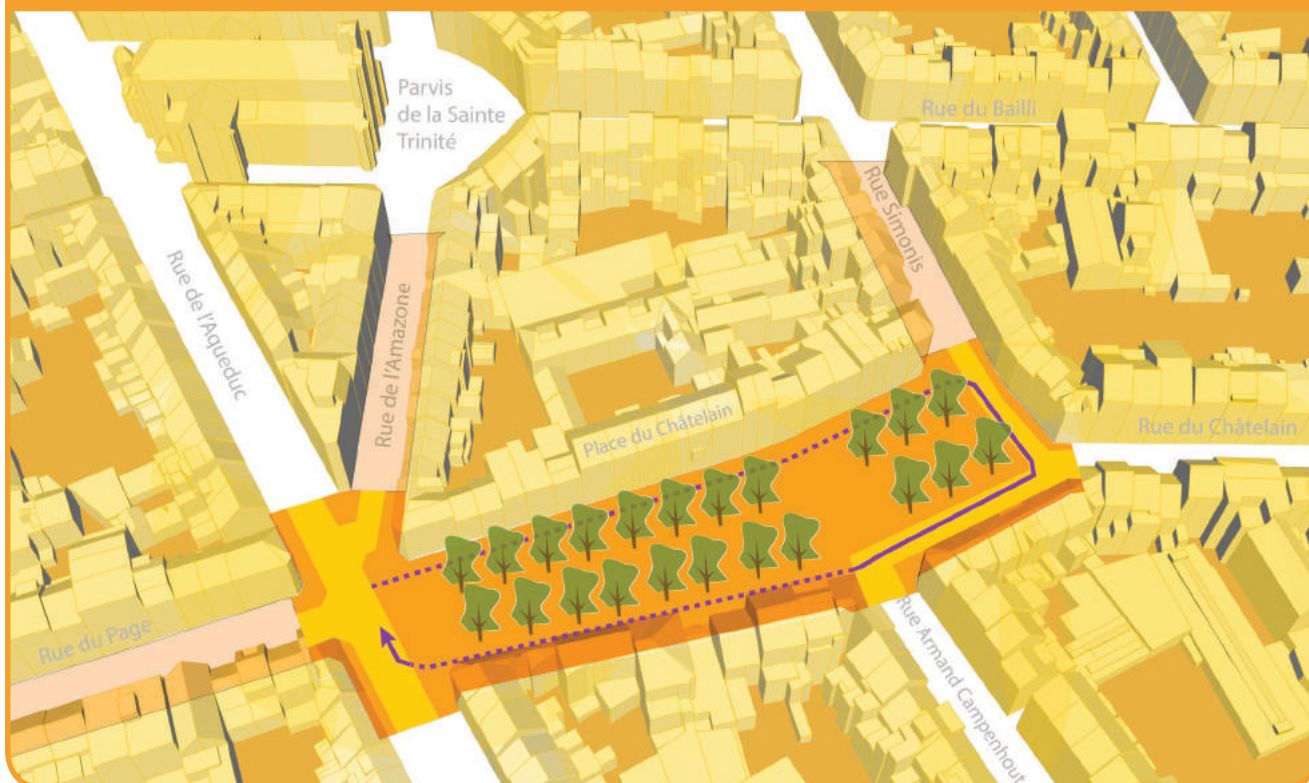 Parvis
de la Sainte
Trinité
Rue du Bailli
Rue Simonis
Rue de l'Aqueduc
Rue de l'Amazone
Place du Châtelain
Rue du Châtelain
Rue du Page
Rue Armand Campenhout